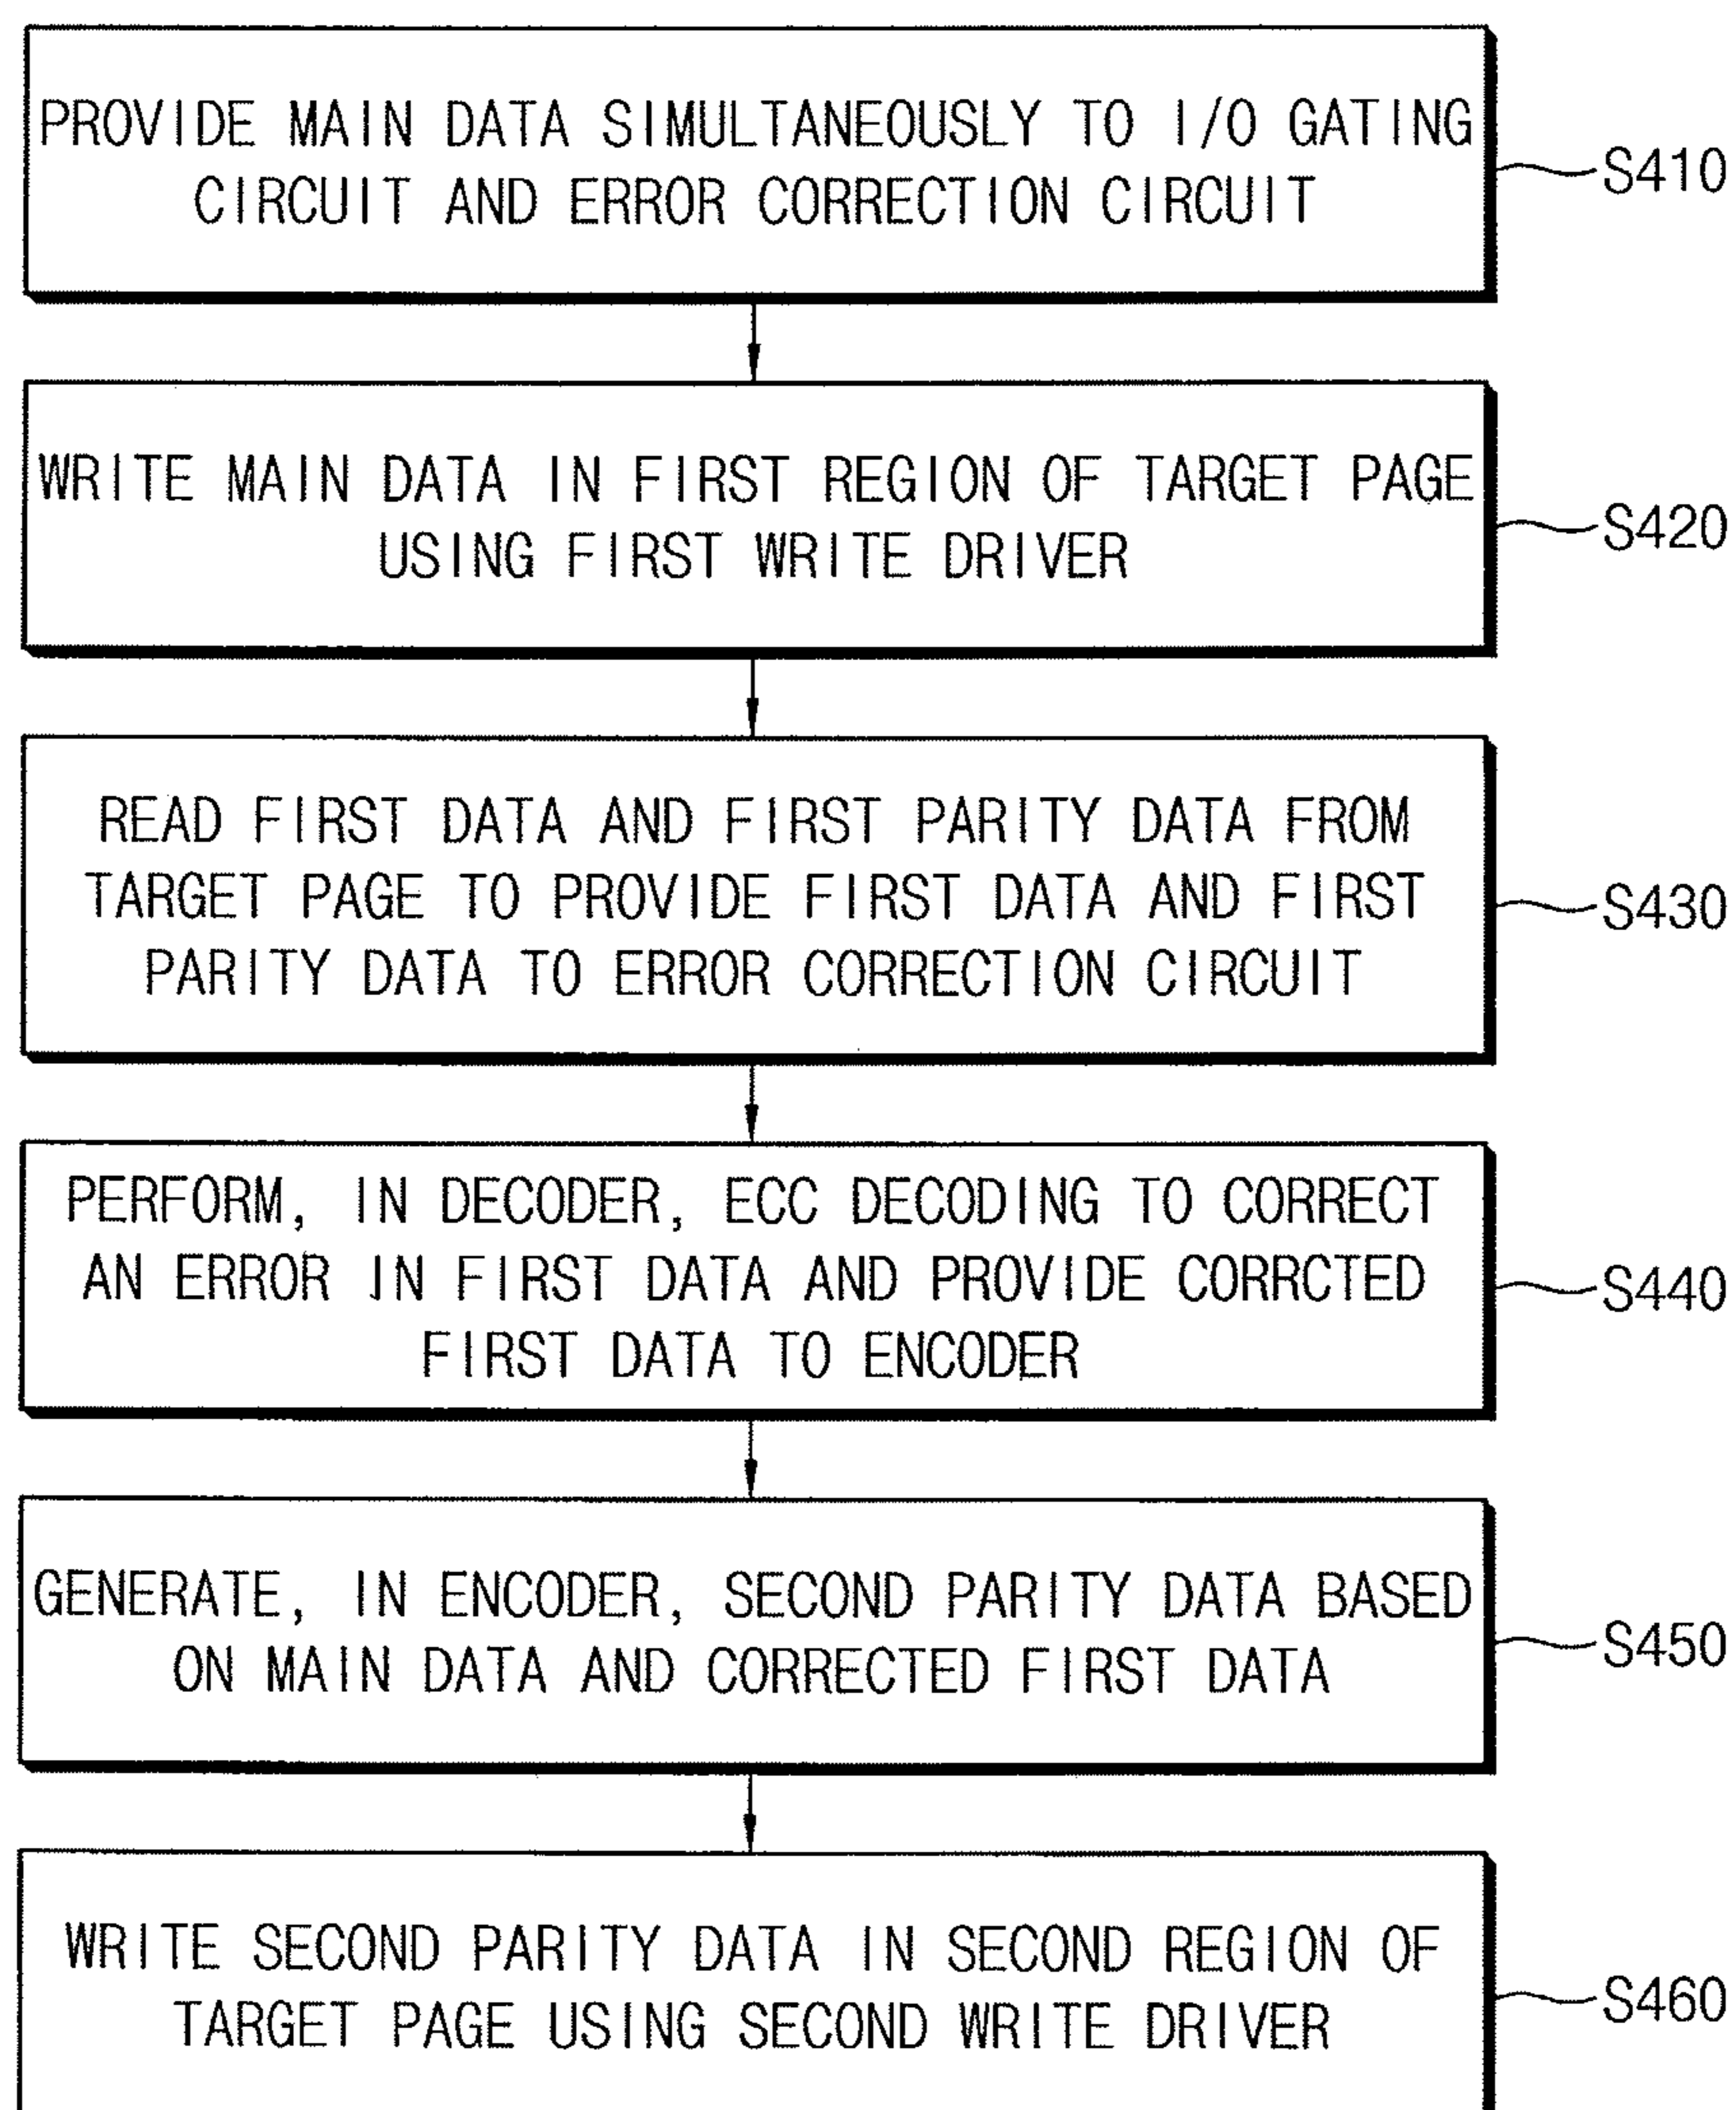 PROVIDE MAIN DATA SIMULTANEOUSLY TO I/O GATING
CIRCUIT AND ERROR CORRECTION CIRCUIT
S410
WRITE MAIN DATA IN FIRST REGION OF TARGET PAGE
USING FIRST WRITE DRIVER
S420
READ FIRST DATA AND FIRST PARITY DATA FROM
TARGET PAGE TO PROVIDE FIRST DATA AND FIRST
PARITY DATA TO ERROR CORRECTION CIRCUIT
S430
PERFORM, IN DECODER, ECC DECODING TO CORRECT
AN ERROR IN FIRST DATA AND PROVIDE CORRCTED
FIRST DATA TO ENCODER
S440
GENERATE, IN ENCODER, SECOND PARITY DATA BASED
ON MAIN DATA AND CORRECTED FIRST DATA
S450
WRITE SECOND PARITY DATA IN SECOND REGION OF
TARGET PAGE USING SECOND WRITE DRIVER
S460